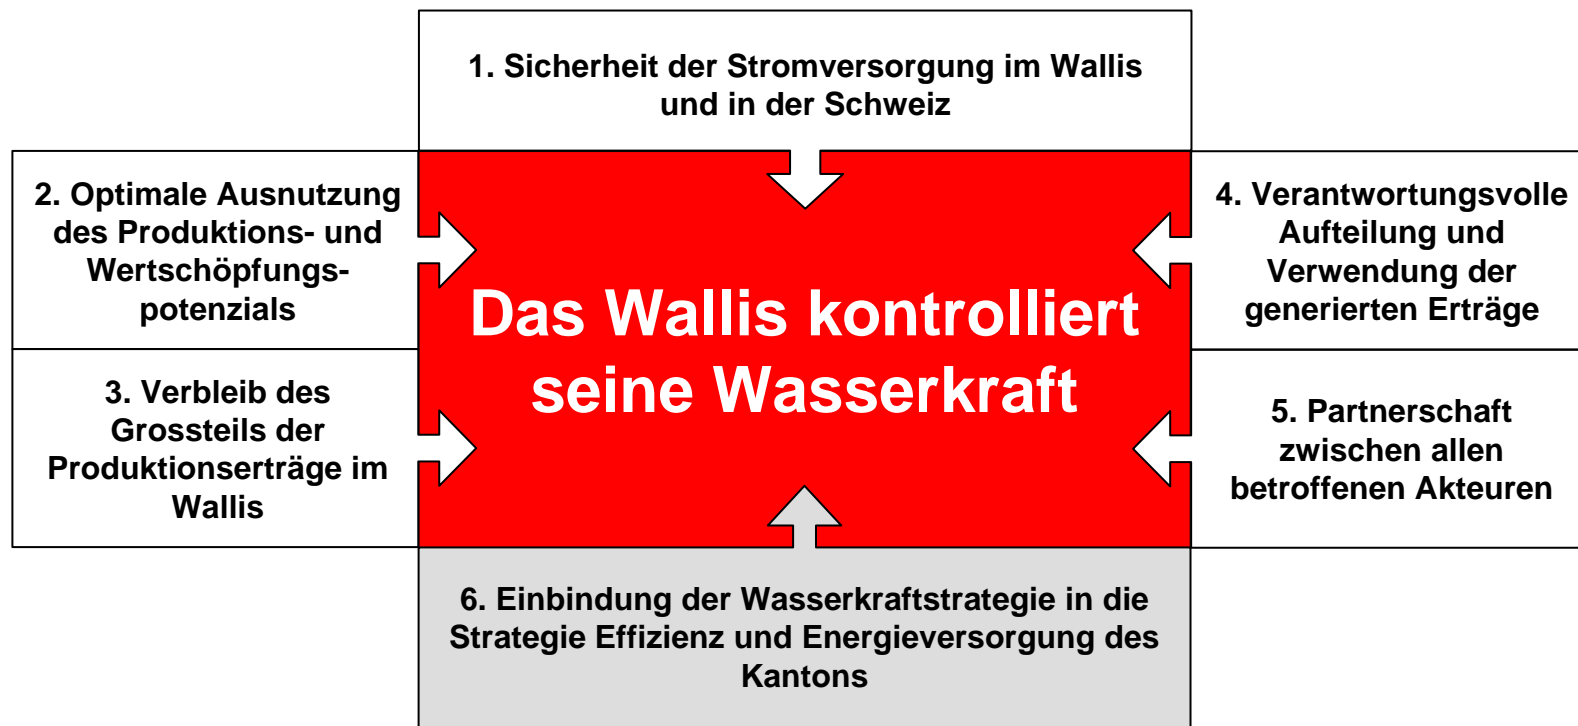 1. Sicherheit der Stromversorgung im Wallis
und in der Schweiz
2. Optimale Ausnutzung
des Produktions- und
Wertschöpfungs-
potenzials
3. Verbleib des
Grossteils der
Produktionserträge im
Wallis
Das Wallis kontrolliert
seine Wasserkraft
4. Verantwortungsvolle
Aufteilung und
Verwendung der
generierten Erträge
5. Partnerschaft
zwischen allen
betroffenen Akteuren
6. Einbindung der Wasserkraftstrategie in die
Strategie Effizienz und Energieversorgung des
Kantons